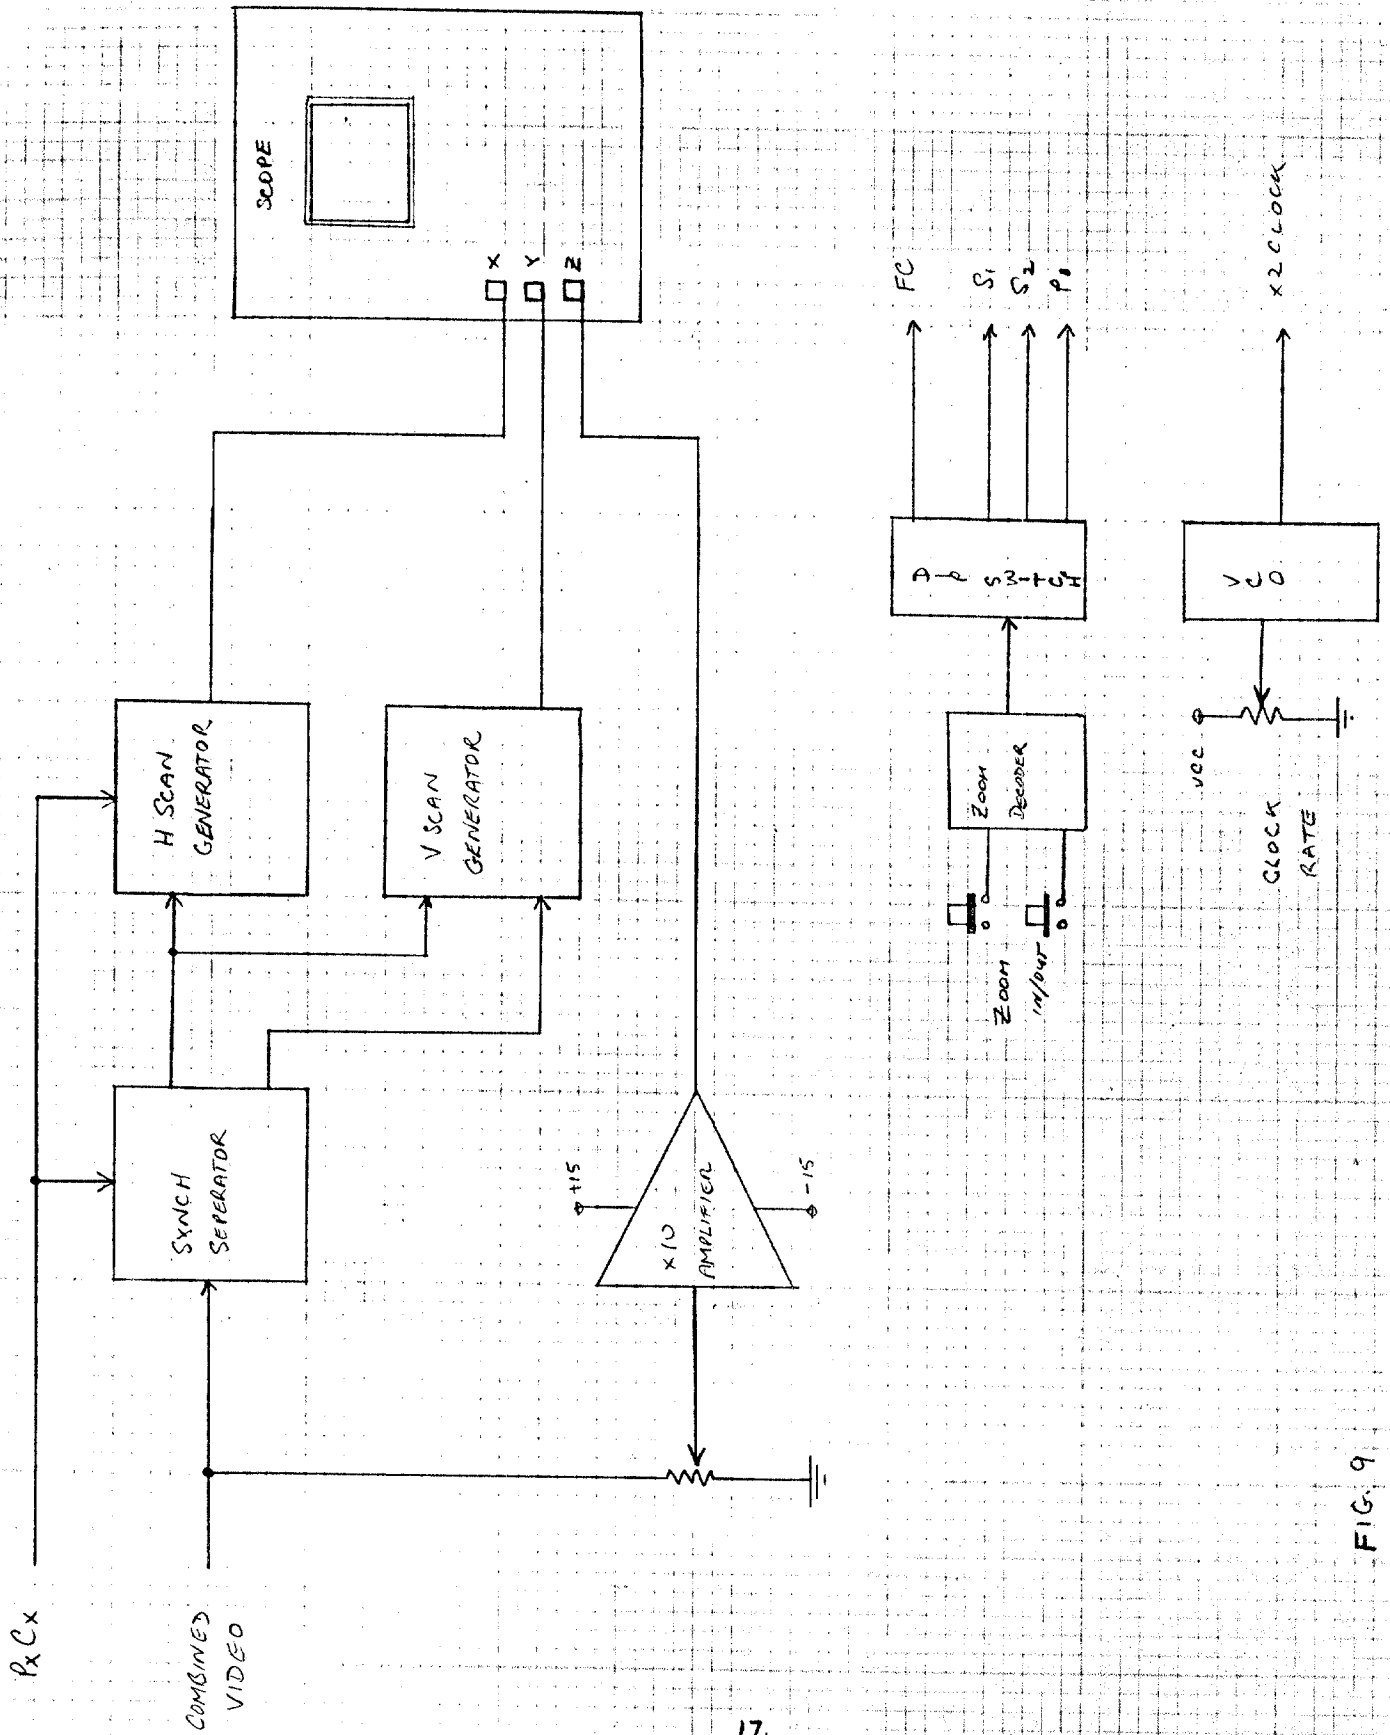 PxCx
COMBINED
VIDEO
SYNCH
SEPERATOR
H SCAN
GENERATOR
V SCAN
GENERATOR
SCOPE
X
Y
Z
X10
AMPLIFIER
+15
-15
ZOOM
IN/OUT
ZOOM
DECODER
SWITCH
FC
S1
S2
VCC
CLOCK
RATE
VCO
X2 CLOCK
FIG. 9
17.